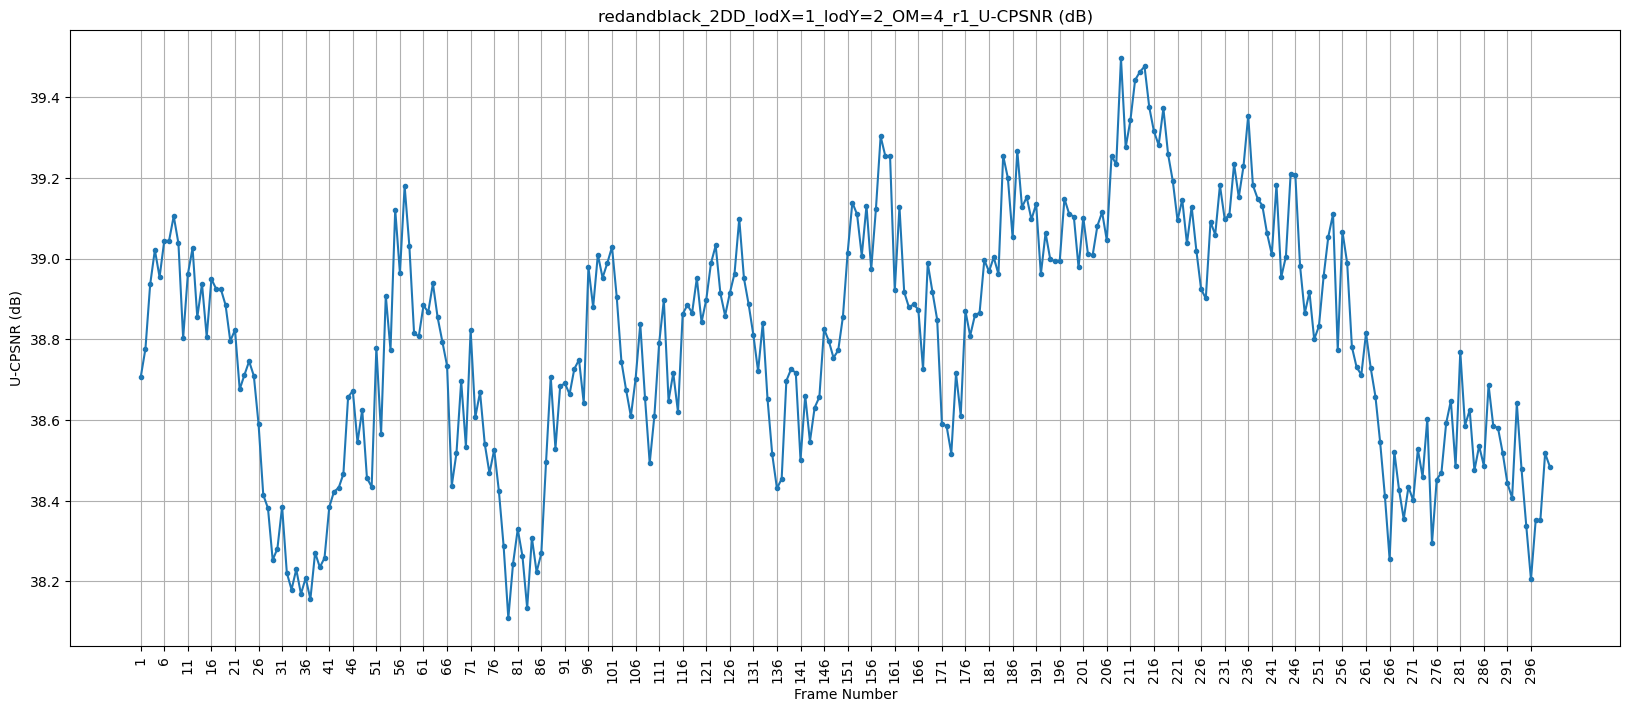 redandblack_2DD_lodX=1_lodY=2_OM=4_r1_U-CPSNR (dB)
39.4
39.2
39.0
38.8
38.6
38.4
38.2
U-CPSNR (dB)
1 6 11 16 21 26 31 36 41 46 51 56 61 66 71 76 81 86 91 96 101 106 111 116 121 126 131 136 141 146 151 156 161 166 171 176 181 186 191 196 201 206 211 216 221 226 231 236 241 246 251 256 261 266 271 276 281 286 291 296
Frame Number